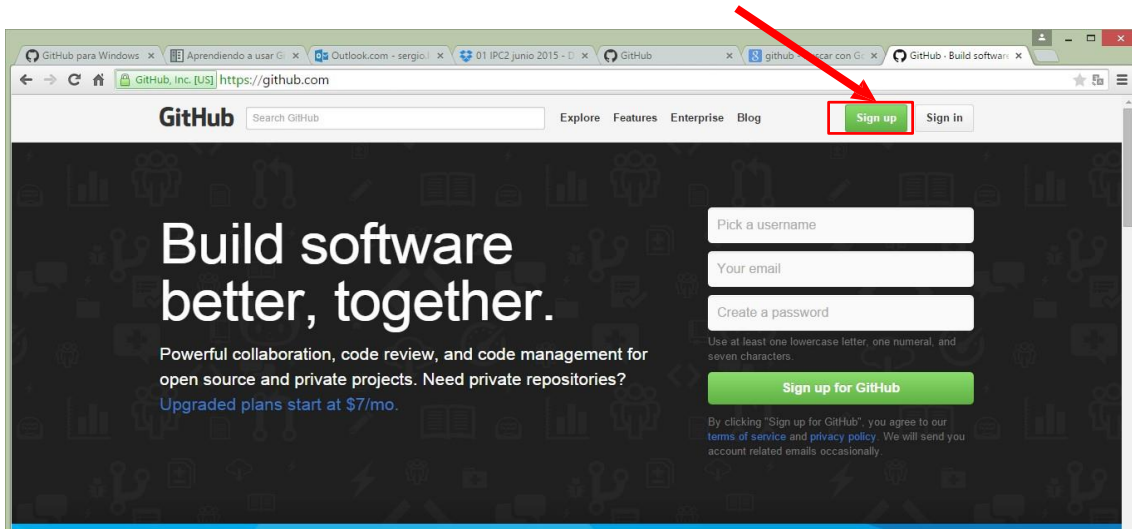 GitHub para Windows
Aprendiendo a usar G
Outlook.com - sergio.
01 IPC2 junio 2015 - D
GitHub
github - scar con G
GitHub · Build software
GitHub, Inc. [US] https://github.com
GitHub Search GitHub Explore Features Enterprise Blog Sign up Sign in
Build software
better, together.
Powerful collaboration, code review, and code management for
open source and private projects. Need private repositories?
Upgraded plans start at $7/mo.
Pick a username
Your email
Create a password
Use at least one lowercase letter, one numeral, and
seven characters.
Sign up for GitHub
By clicking "Sign up for GitHub", you agree to our
terms of service and privacy policy. We will send you
account related emails occasionally.